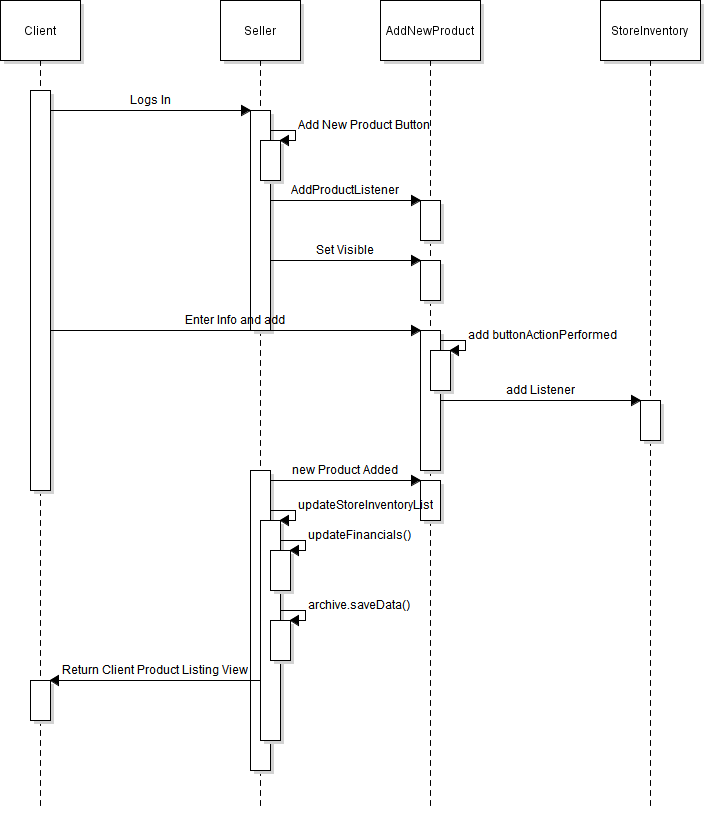 Client
Seller
AddNewProduct
StoreInventory
Logs In
Add New Product Button
AddProductListener
Set Visible
Enter Info and add
add buttonActionPerformed
add Listener
new Product Added
updateStoreInventoryList
updateFinancials()
archive.saveData()
Return Client Product Listing View